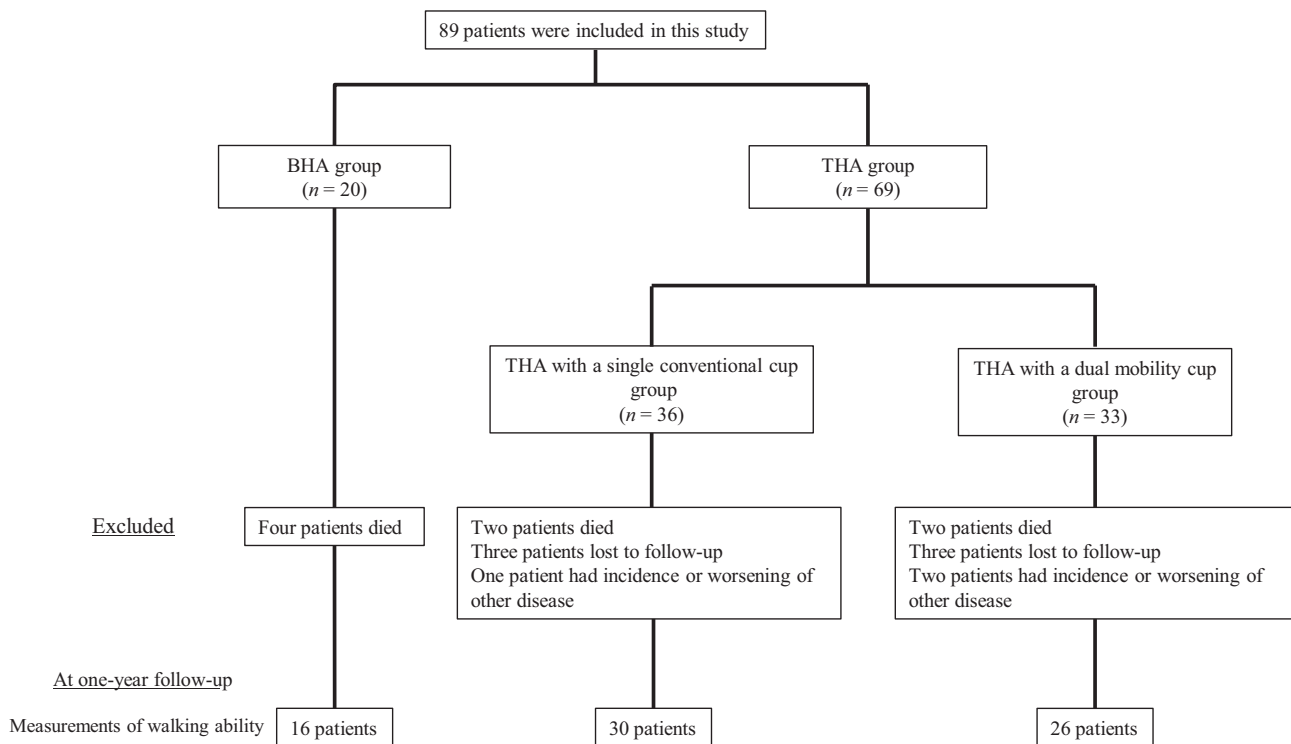 89 patients were included in this study
BHA group
(n = 20)
THA group
(n = 69)
THA with a single conventional cup
group
(n = 36)
THA with a dual mobility cup
group
(n = 33)
Excluded
Four patients died
Two patients died
Three patients lost to follow-up
One patient had incidence or worsening of
other disease
Two patients died
Three patients lost to follow-up
Two patients had incidence or worsening of
other disease
At one-year follow-up
Measurements of walking ability
16 patients
30 patients
26 patients